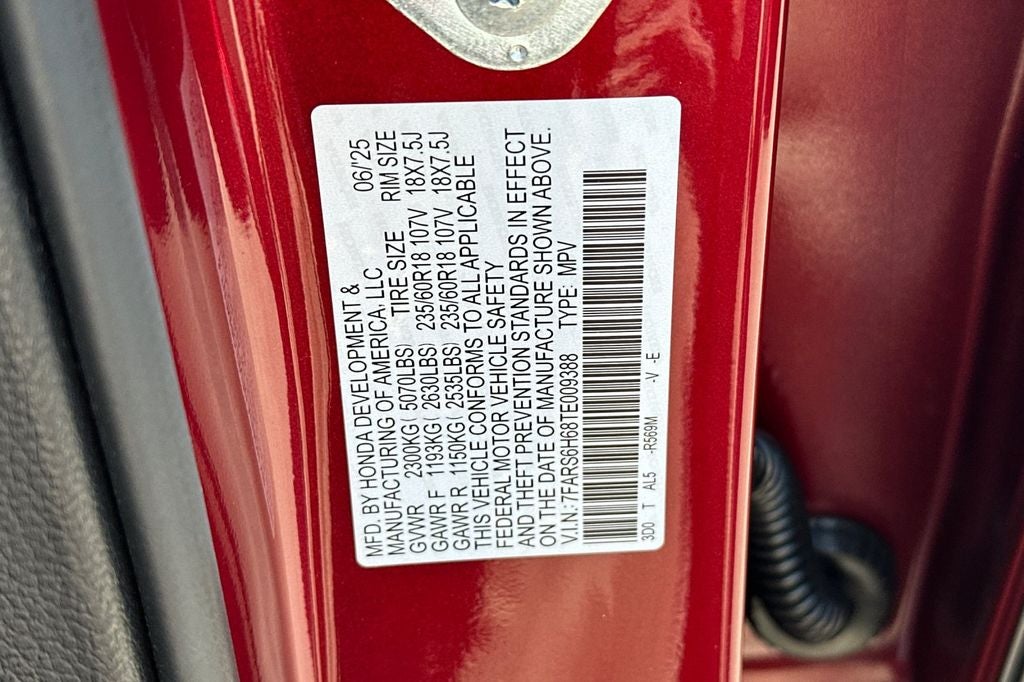 MFD. BY HONDA DEVELOPMENT &
MANUFACTURING OF AMERICA, LLC 06/'25
GVWR 2300KG( 5070LBS) TIRE SIZE RIM SIZE
GAWR F 1193KG( 2630LBS) 235/60R18 107V 18X7.5J
GAWR R 1150KG( 2535LBS) 235/60R18 107V 18X7.5J
THIS VEHICLE CONFORMS TO ALL APPLICABLE
FEDERAL MOTOR VEHICLE SAFETY
AND THEFT PREVENTION STANDARDS IN EFFECT
ON THE DATE OF MANUFACTURE SHOWN ABOVE.
V.I.N: 7FARS6H68TE009388 TYPE: MPV
3D0 T AL5 -R569M -V -E